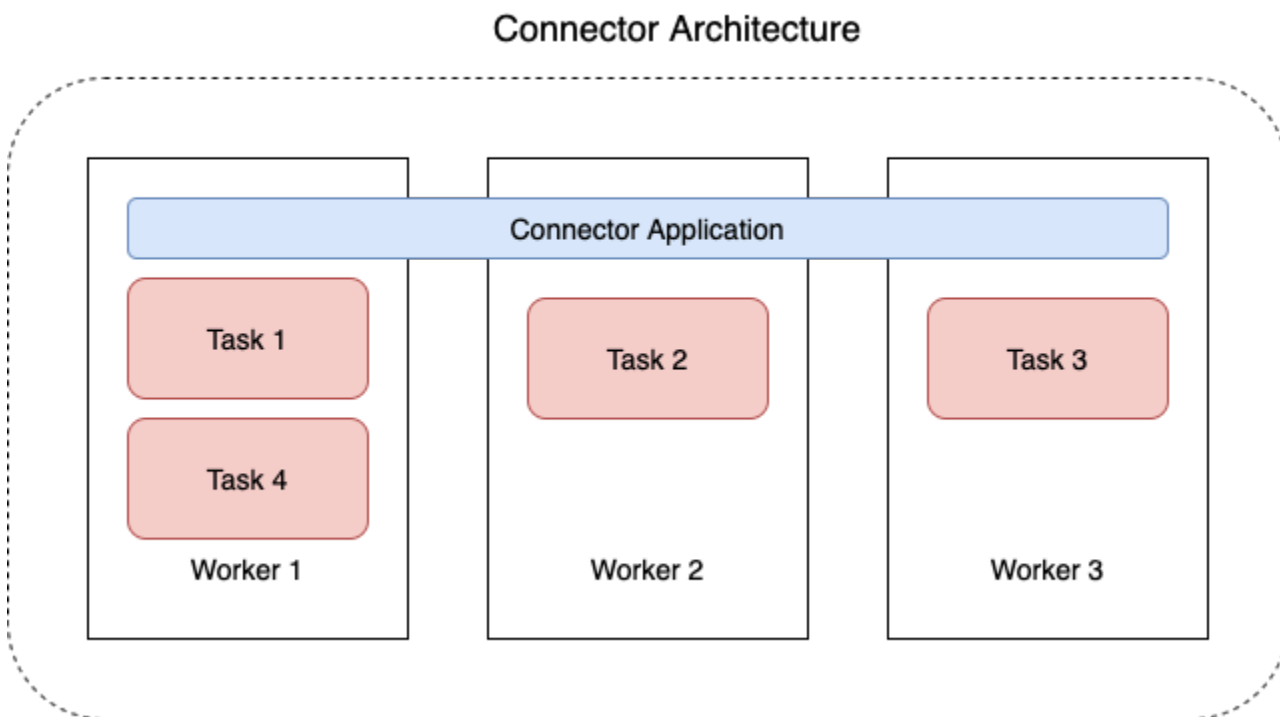 Connector Architecture
Connector Application
Task 1
Task 2
Task 3
Task 4
Worker 1
Worker 2
Worker 3